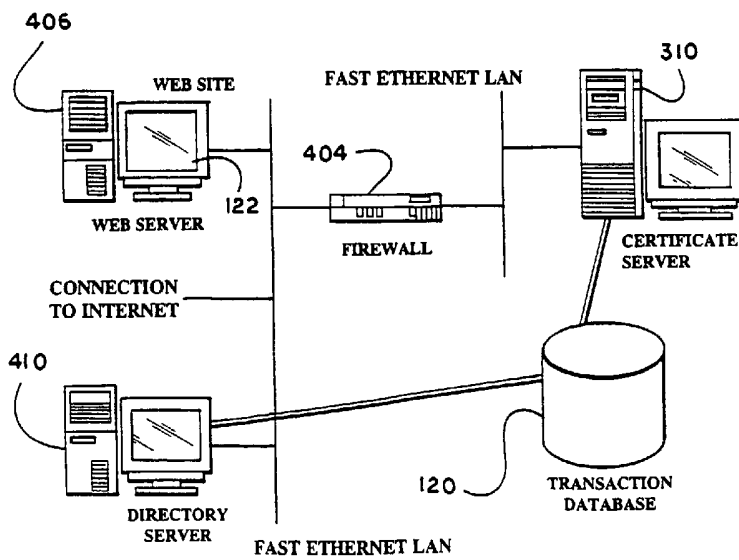 406
WEB SITE
FAST ETHERNET LAN
310
404
WEB SERVER
122
FIREWALL
CERTIFICATE
SERVER
CONNECTION
TO INTERNET
410
DIRECTORY
SERVER
120
TRANSACTION
DATABASE
FAST ETHERNET LAN